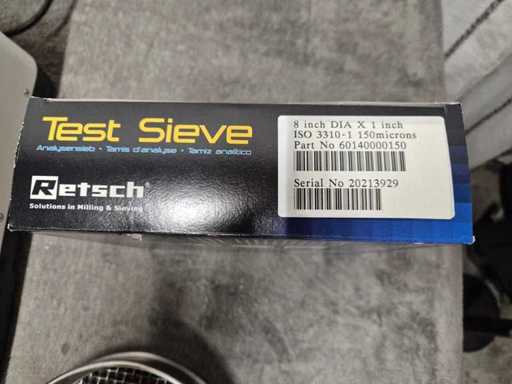 Test Sieve
Analysensieb • Tamis d'analyse • Tamiz analítico
Retsch®
Solutions in Milling & Sieving
8 inch DIA X 1 inch
ISO 3310-1 150microns
Part No 60140000150
Serial No 20213929